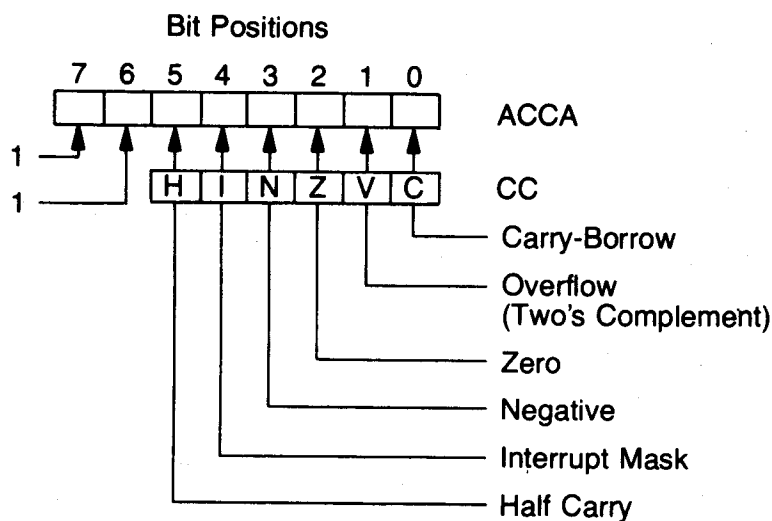 Bit Positions
7 6 5 4 3 2 1 0
ACCA
1
1
H I N Z V C
CC
Carry-Borrow
Overflow
(Two's Complement)
Zero
Negative
Interrupt Mask
Half Carry